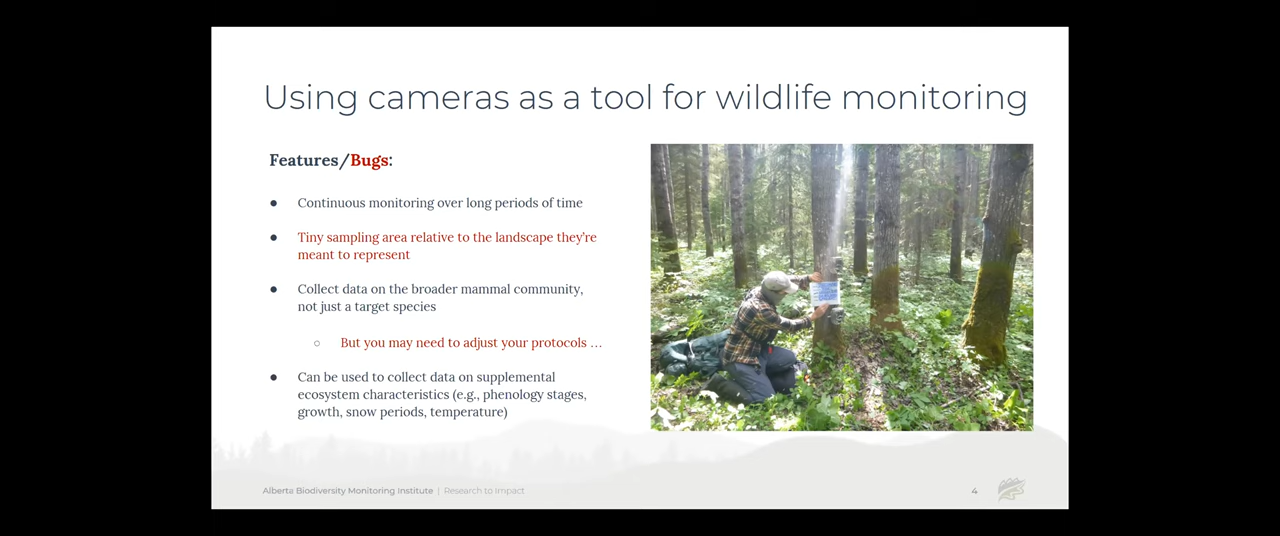 Using cameras as a tool for wildlife monitoring
Features/Bugs:
● Continuous monitoring over long periods of time
● Tiny sampling area relative to the landscape they’re
meant to represent
● Collect data on the broader mammal community,
not just a target species
○ But you may need to adjust your protocols …
● Can be used to collect data on supplemental
ecosystem characteristics (e.g., phenology stages,
growth, snow periods, temperature)
Alberta Biodiversity Monitoring Institute | Research to Impact
4